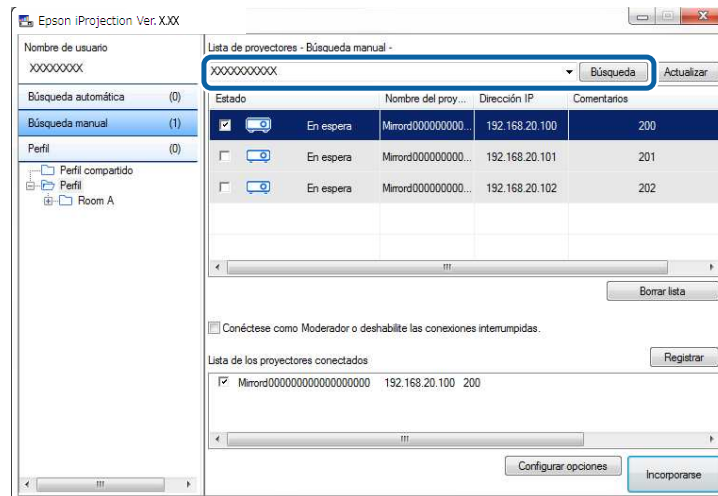 Epson iProjection Ver. X.XX
Nombre de usuario
XXXXXXXX
Búsqueda automática (0)
Búsqueda manual (1)
Perfil (0)
Perfil compartido
Perfil
Room A
Lista de proyectores - Búsqueda manual -
XXXXXXXXXX Búsqueda Actualizar
Estado Nombre del proy... Dirección IP Comentarios
En espera Mirrord000000000... 192.168.20.100 200
En espera Mirrord000000000... 192.168.20.101 201
En espera Mirrord000000000... 192.168.20.102 202
Borrar lista
Conéctese como Moderador o deshabilite las conexiones interrumpidas.
Lista de los proyectores conectados Registrar
Mirrord000000000000000000 192.168.20.100 200
Configurar opciones Incorporarse